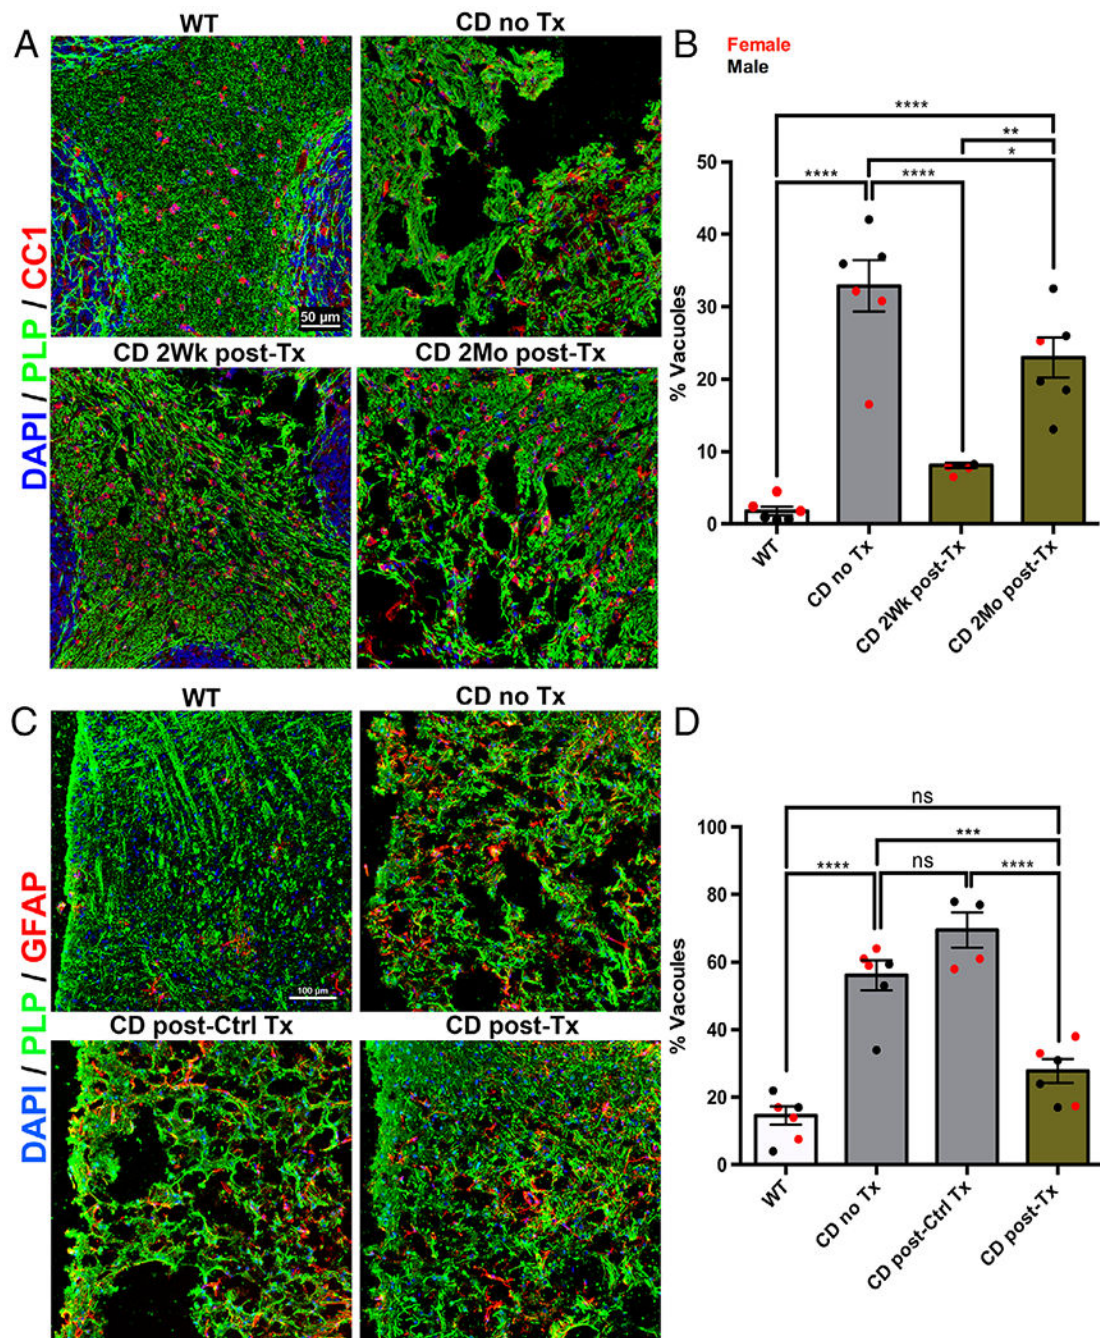 A
WT
CD no Tx
50 µm
CD 2Wk post-Tx
CD 2Mo post-Tx
DAPI / PLP / CC1
B
Female
Male
****
**
*
**** ****
% Vacuoles
50
40
30
20
10
0
WT
CD no Tx
CD 2Wk post-Tx
CD 2Mo post-Tx
C
WT
CD no Tx
100 µm
CD post-Ctrl Tx
CD post-Tx
DAPI / PLP / GFAP
D
ns
***
**** ns ****
% Vacoules
100
80
60
40
20
0
WT
CD no Tx
CD post-Ctrl Tx
CD post-Tx